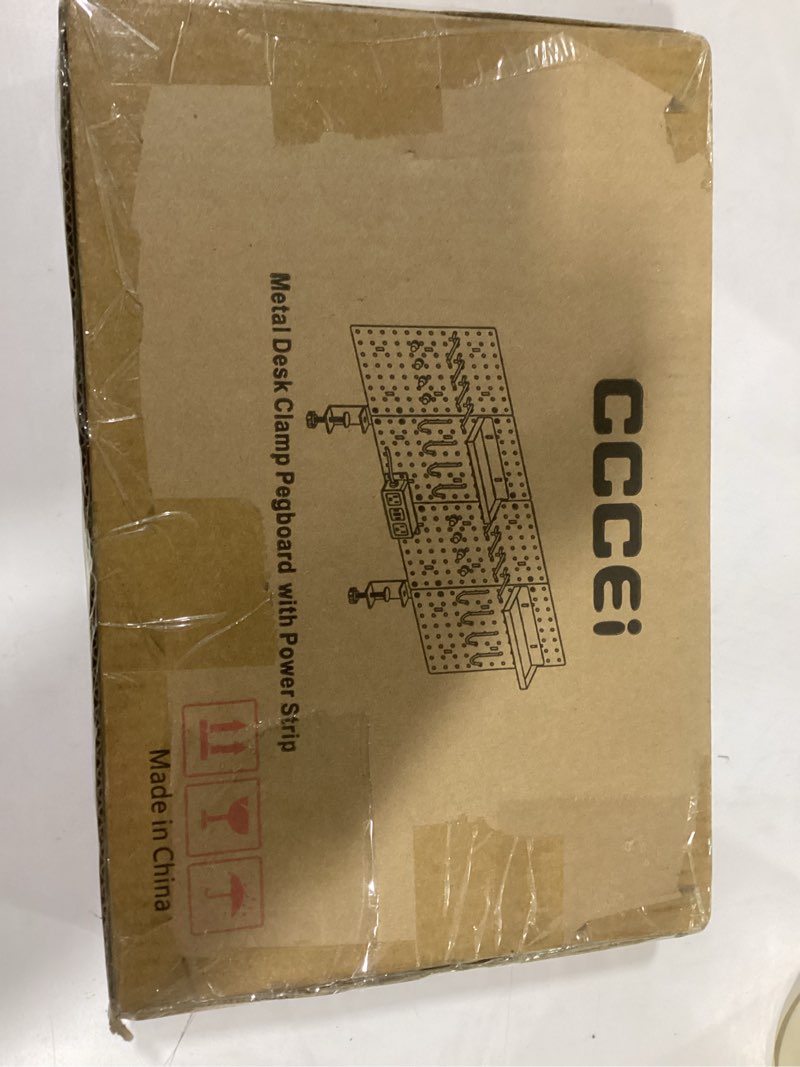 CCCEi
Metal Desk Clamp Pegboard with Power Strip
Made in China